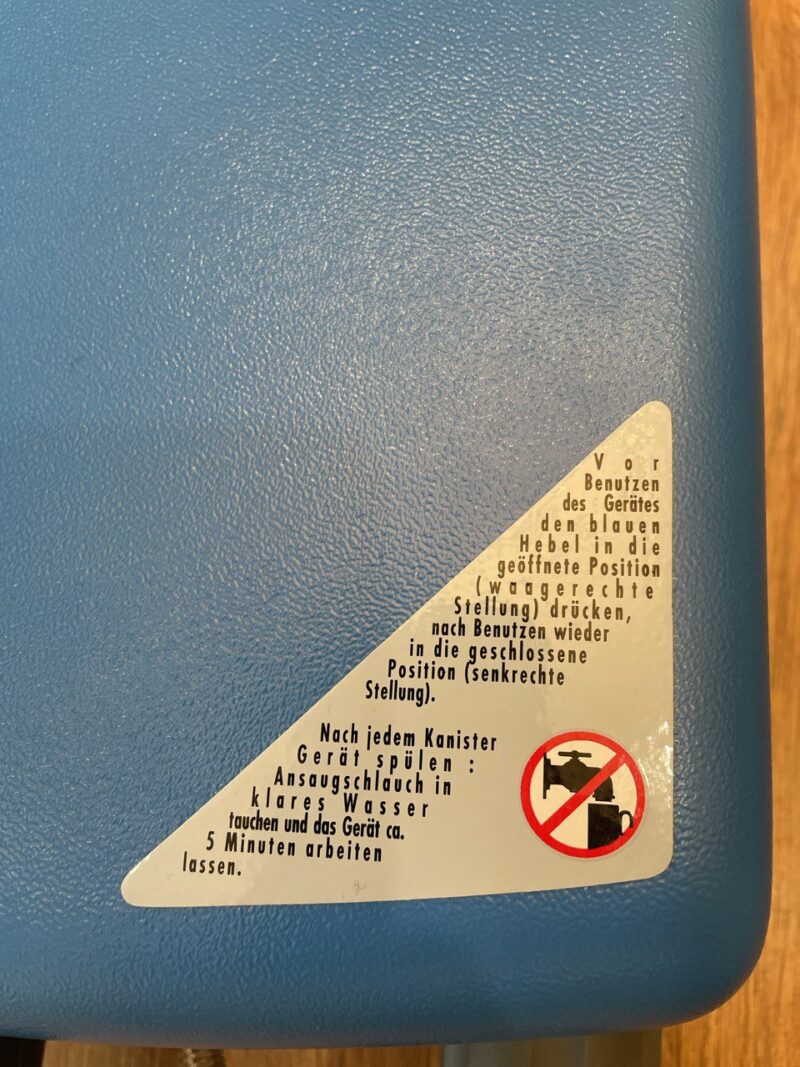 Vor
Benutzen
des Gerätes
den blauen
Hebel in die
geöffnete Position
(waagerechte
Stellung) drücken,
nach Benutzen wieder
in die geschlossene
Position (senkrechte
Stellung).
Nach jedem Kanister
Gerät spülen :
Ansaugschlauch in
klares Wasser
tauchen und das Gerät ca.
5 Minuten arbeiten
lassen.